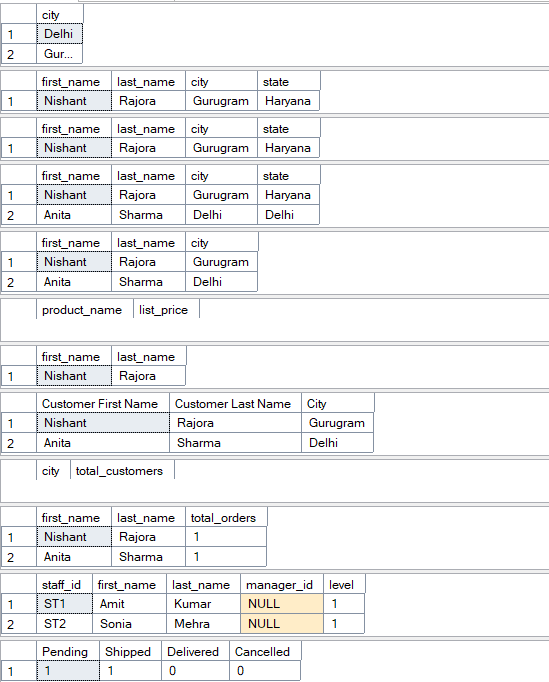 city
1 Delhi
2 Gur...
first_name last_name city state
1 Nishant Rajora Gurugram Haryana
first_name last_name city state
1 Nishant Rajora Gurugram Haryana
first_name last_name city state
1 Nishant Rajora Gurugram Haryana
2 Anita Sharma Delhi Delhi
first_name last_name city
1 Nishant Rajora Gurugram
2 Anita Sharma Delhi
product_name list_price
first_name last_name
1 Nishant Rajora
Customer First Name Customer Last Name City
1 Nishant Rajora Gurugram
2 Anita Sharma Delhi
city total_customers
first_name last_name total_orders
1 Nishant Rajora 1
2 Anita Sharma 1
staff_id first_name last_name manager_id level
1 ST1 Amit Kumar NULL 1
2 ST2 Sonia Mehra NULL 1
Pending Shipped Delivered Cancelled
1 1 1 0 0